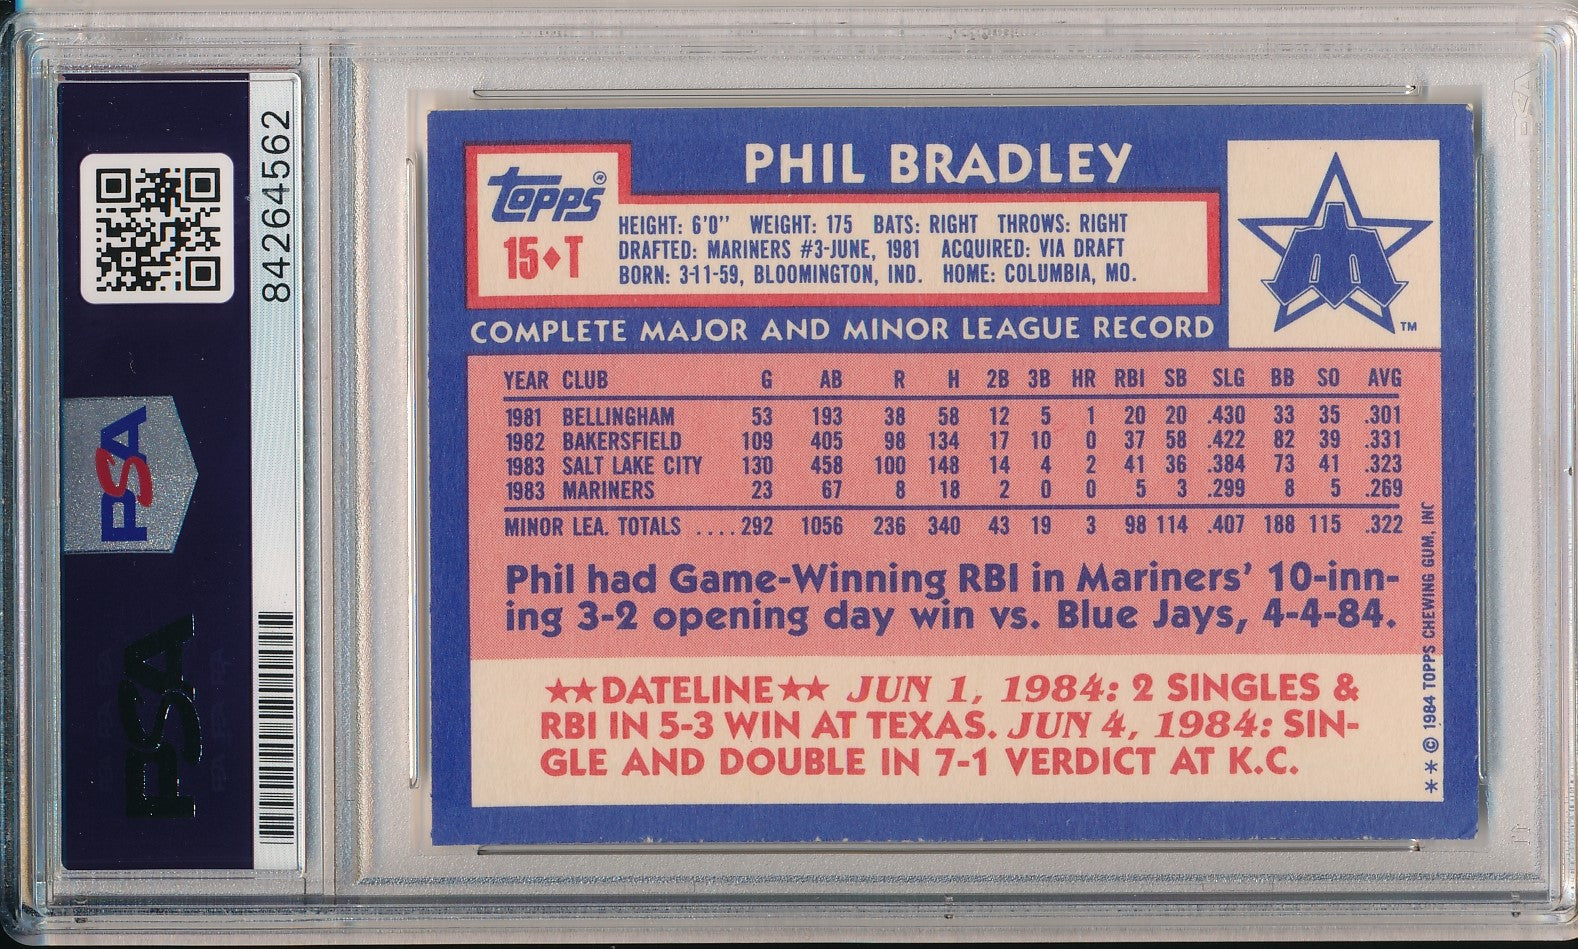 84264562
PSA
PSA
PHIL BRADLEY
topps®
15♦T
HEIGHT: 6'0" WEIGHT: 175 BATS: RIGHT THROWS: RIGHT
DRAFTED: MARINERS #3-JUNE, 1981 ACQUIRED: VIA DRAFT
BORN: 3-11-59, BLOOMINGTON, IND. HOME: COLUMBIA, MO.
TM
COMPLETE MAJOR AND MINOR LEAGUE RECORD
YEAR CLUB G AB R H 2B 3B HR RBI SB SLG BB SO AVG
1981 BELLINGHAM 53 193 38 58 12 5 1 20 20 .430 33 35 .301
1982 BAKERSFIELD 109 405 98 134 17 10 0 37 58 .422 82 39 .331
1983 SALT LAKE CITY 130 458 100 148 14 4 2 41 36 .384 73 41 .323
1983 MARINERS 23 67 8 18 2 0 0 5 3 .299 8 5 .269
MINOR LEA. TOTALS ....292 1056 236 340 43 19 3 98 114 .407 188 115 .322
Phil had Game-Winning RBI in Mariners' 10-inn-
ing 3-2 opening day win vs. Blue Jays, 4-4-84.
★★DATELINE★★ JUN 1, 1984: 2 SINGLES &
RBI IN 5-3 WIN AT TEXAS. JUN 4, 1984: SIN-
GLE AND DOUBLE IN 7-1 VERDICT AT K.C.
** © 1984 TOPPS CHEWING GUM, INC
PSA